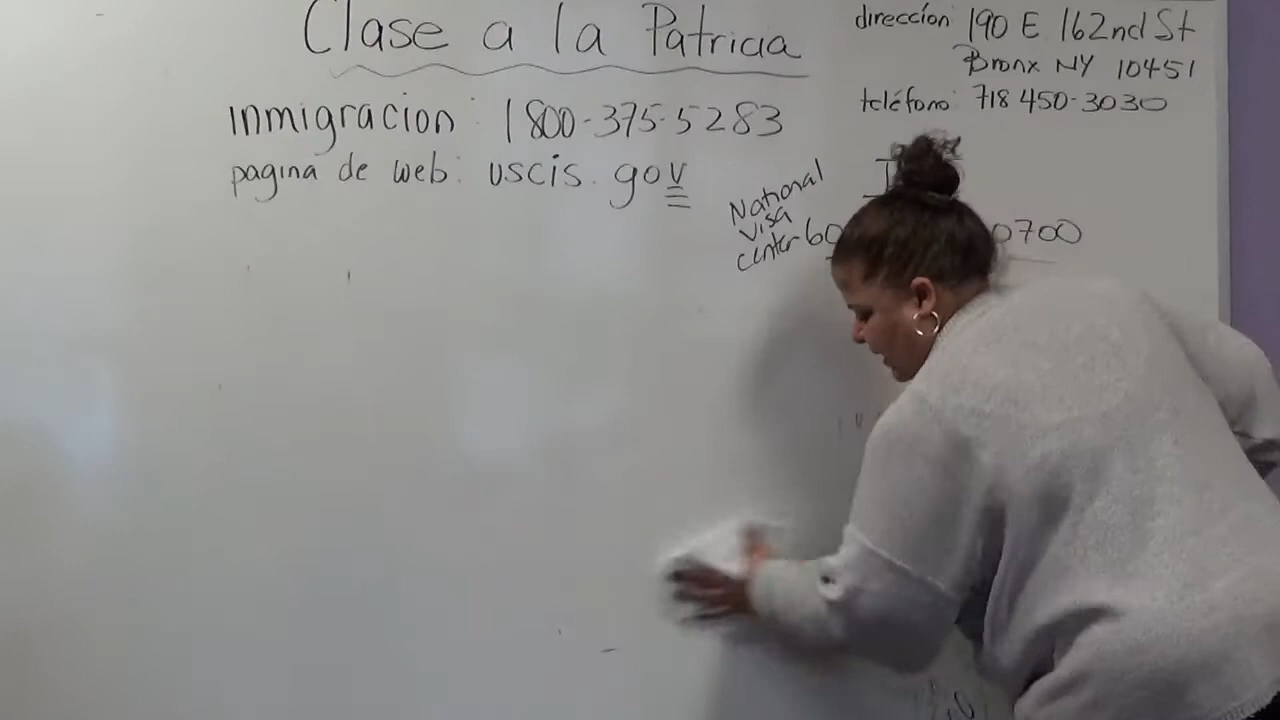 Clase a la Patricia
inmigracion: 1800-375-5283
pagina de web: uscis.gov
dirección: 190 E 162nd St
Bronx NY 10451
teléfono: 718 450-3030
National
Visa
Center-60
0700